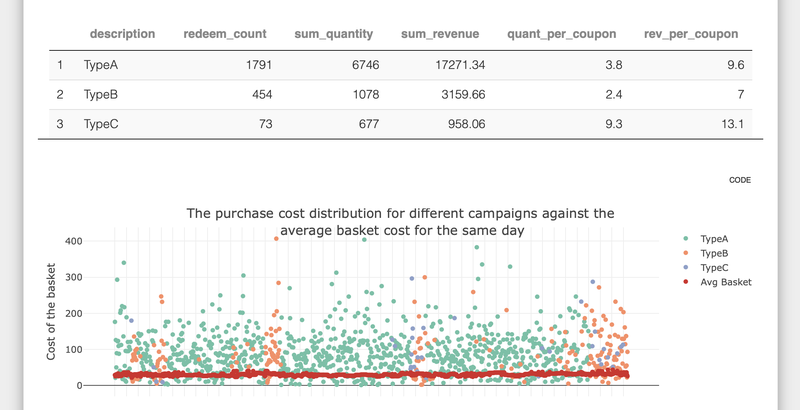 description redeem_count sum_quantity sum_revenue quant_per_coupon rev_per_coupon
1 TypeA 1791 6746 17271.34 3.8 9.6
2 TypeB 454 1078 3159.66 2.4 7
3 TypeC 73 677 958.06 9.3 13.1
CODE
The purchase cost distribution for different campaigns against the
average basket cost for the same day
Cost of the basket
400
300
200
100
0
TypeA
TypeB
TypeC
Avg Basket